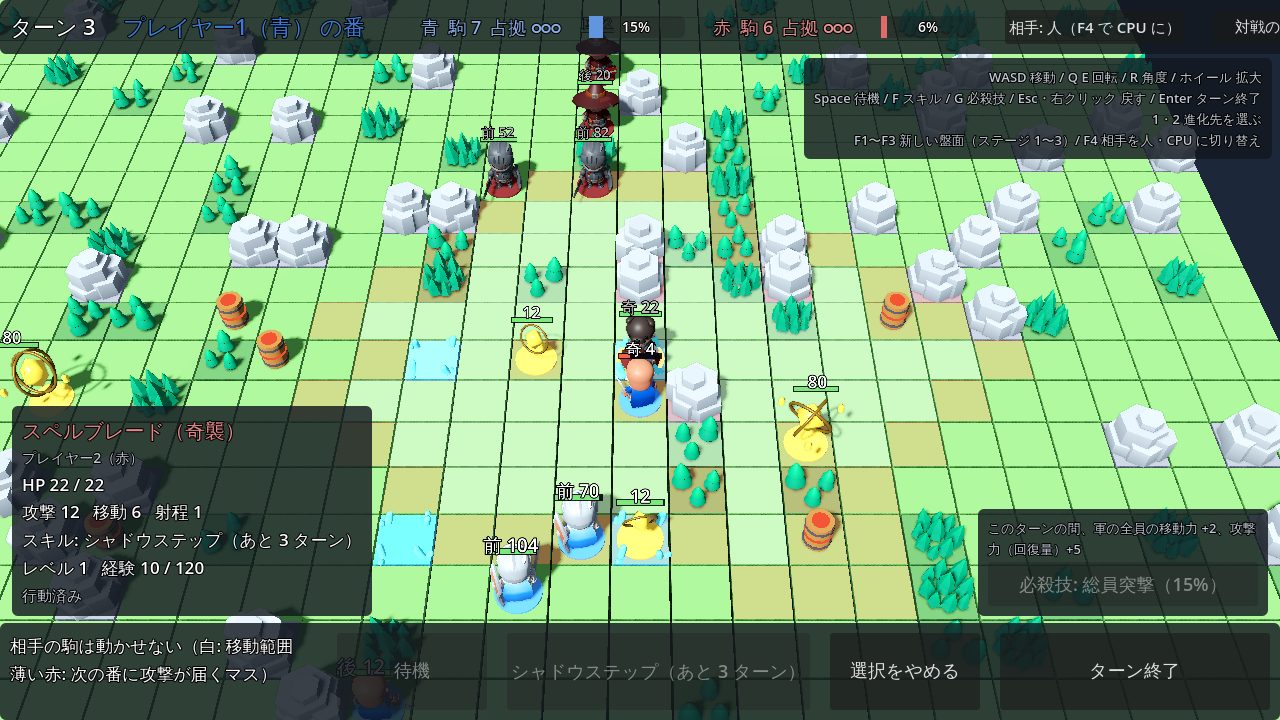 ターン 3 プレイヤー1（青）の番 青 駒 7 占拠 ooo 15% 赤 駒 6 占拠 ooo 6% 相手: 人（F4 で CPU に） 対戦の
WASD 移動 / Q E 回転 / R 角度 / ホイール 拡大
Space 待機 / F スキル / G 必殺技 / Esc・右クリック 戻す / Enter ターン終了
1・2 進化先を選ぶ
F1〜F3 新しい盤面（ステージ 1〜3）/ F4 相手を人・CPU に切り替え
後 20
前 52
前 82
奇 22
12
80
奇 4
80
前 70
12
前 104
スペルブレード（奇襲）
プレイヤー2（赤）
HP 22 / 22
攻撃 12 移動 6 射程 1
スキル: シャドウステップ（あと 3 ターン）
レベル 1 経験 10 / 120
行動済み
このターンの間、軍の全員の移動力 +2、攻撃
力（回復量）+5
必殺技: 総員突撃（15%）
相手の駒は動かせない（白: 移動範囲
薄い赤: 次の番に攻撃が届くマス）
後 12
待機
シャドウステップ（あと 3 ターン）
選択をやめる
ターン終了